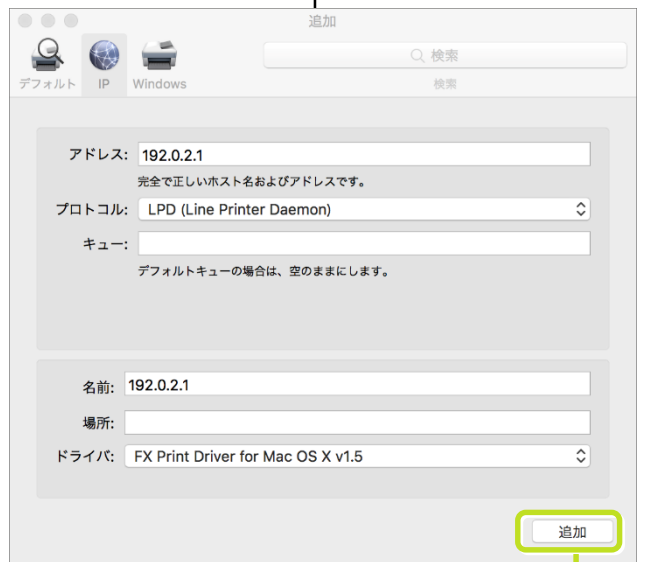 追加
検索
デフォルト IP Windows 検索
アドレス: 192.0.2.1
完全で正しいホスト名およびアドレスです。
プロトコル: LPD (Line Printer Daemon)
キュー:
デフォルトキューの場合は、空のままにします。
名前: 192.0.2.1
場所:
ドライバ: FX Print Driver for Mac OS X v1.5
追加